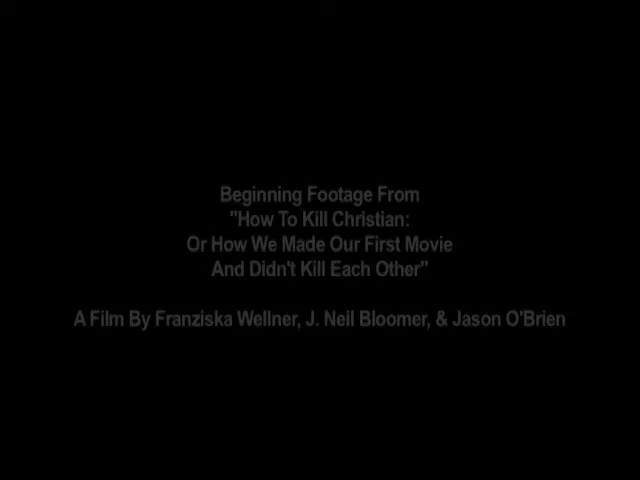 Beginning Footage From
"How To Kill Christian:
Or How We Made Our First Movie
And Didn't Kill Each Other"
A Film By Franziska Wellner, J. Neil Bloomer, & Jason O'Brien